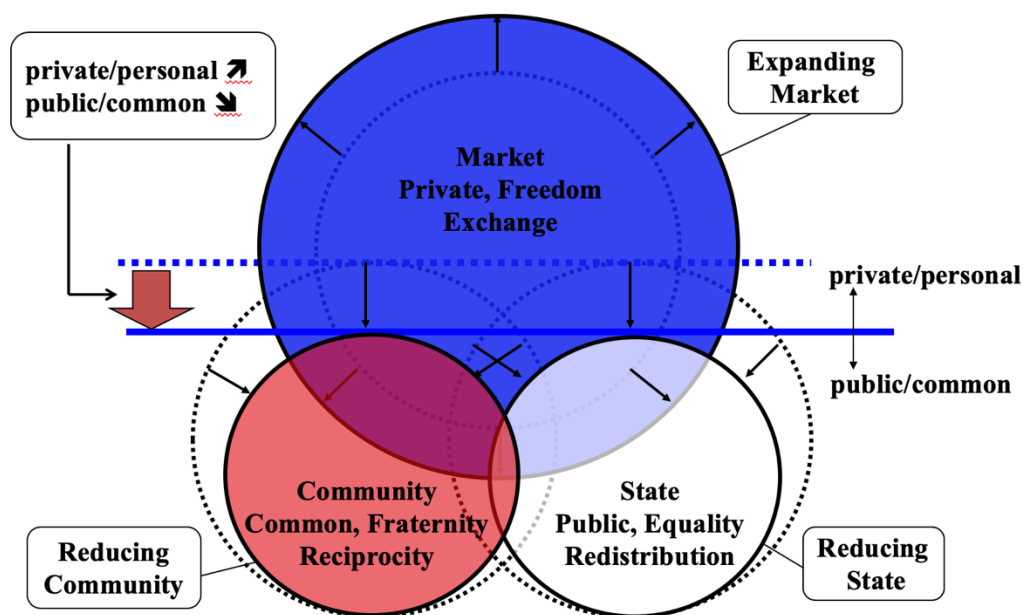 private/personal ⬈
public/common ⬊
Expanding
Market
Market
Private, Freedom
Exchange
private/personal
public/common
Community
Common, Fraternity
Reciprocity
State
Public, Equality
Redistribution
Reducing
Community
Reducing
State